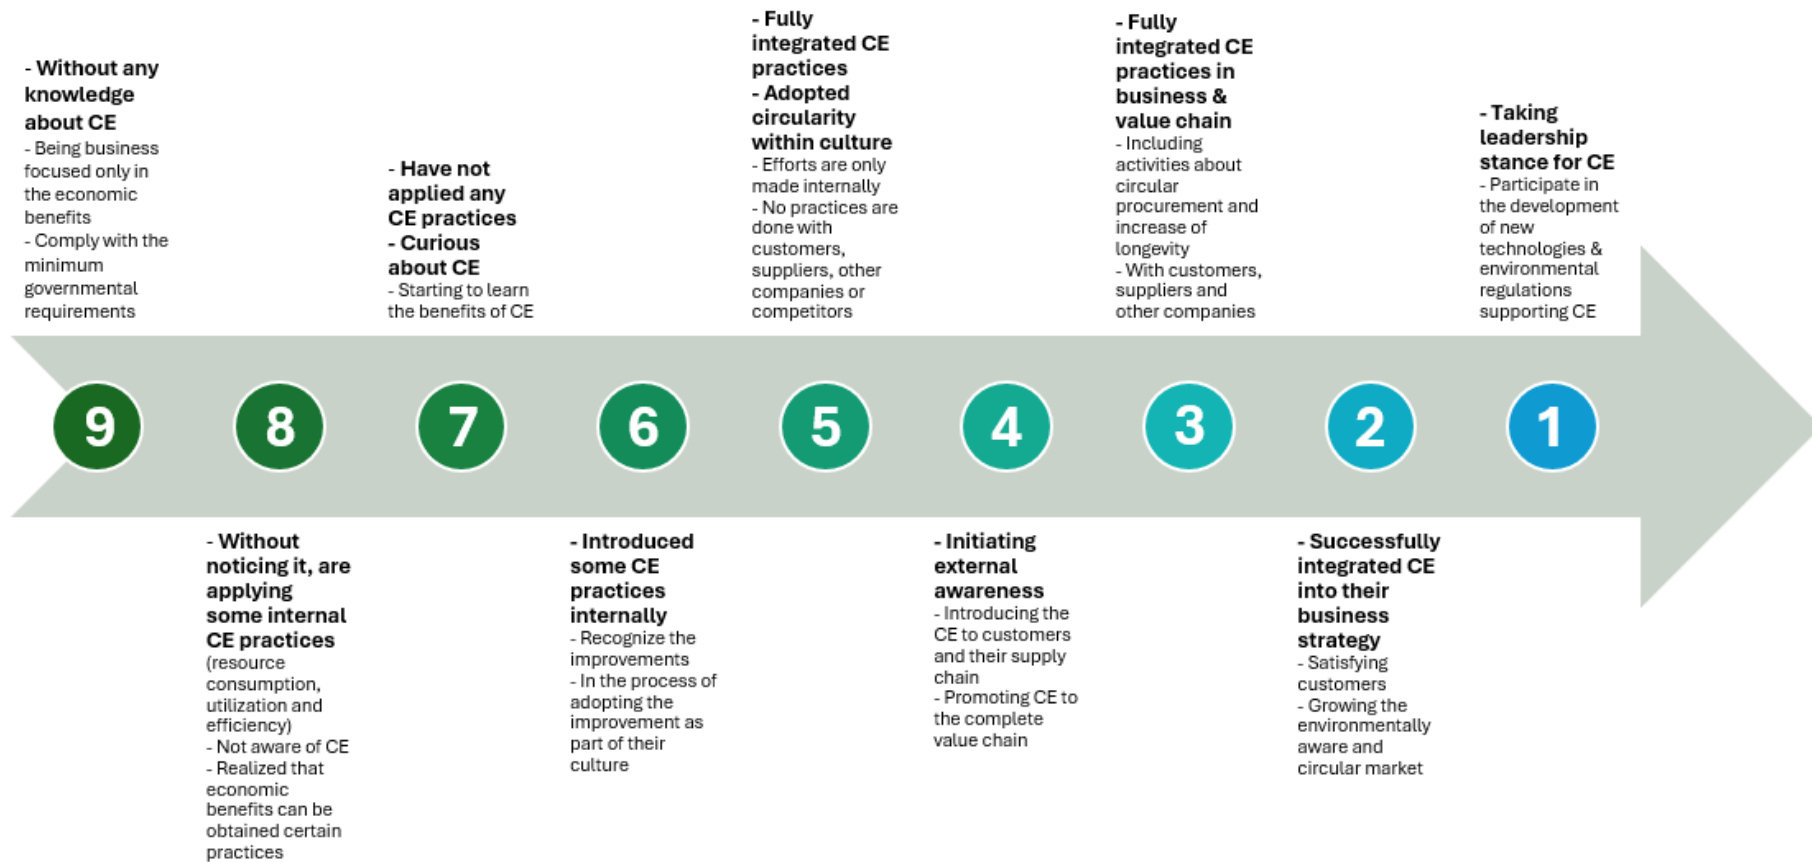 - Without any
knowledge
about CE
- Being business
focused only in
the economic
benefits
- Comply with the
minimum
governmental
requirements
- Have not
applied any
CE practices
- Curious
about CE
- Starting to learn
the benefits of CE
- Fully
integrated CE
practices
- Adopted
circularity
within culture
- Efforts are only
made internally
- No practices are
done with
customers,
suppliers, other
companies or
competitors
- Fully
integrated CE
practices in
business &
value chain
- Including
activities about
circular
procurement and
increase of
longevity
- With customers,
suppliers and
other companies
- Taking
leadership
stance for CE
- Participate in
the development
of new
technologies &
environmental
regulations
supporting CE
9 8 7 6 5 4 3 2 1
- Without
noticing it, are
applying
some internal
CE practices
(resource
consumption,
utilization and
efficiency)
- Not aware of CE
- Realized that
economic
benefits can be
obtained certain
practices
- Introduced
some CE
practices
internally
- Recognize the
improvements
- In the process of
adopting the
improvement as
part of their
culture
- Initiating
external
awareness
- Introducing the
CE to customers
and their supply
chain
- Promoting CE to
the complete
value chain
- Successfully
integrated CE
into their
business
strategy
- Satisfying
customers
- Growing the
environmentally
aware and
circular market